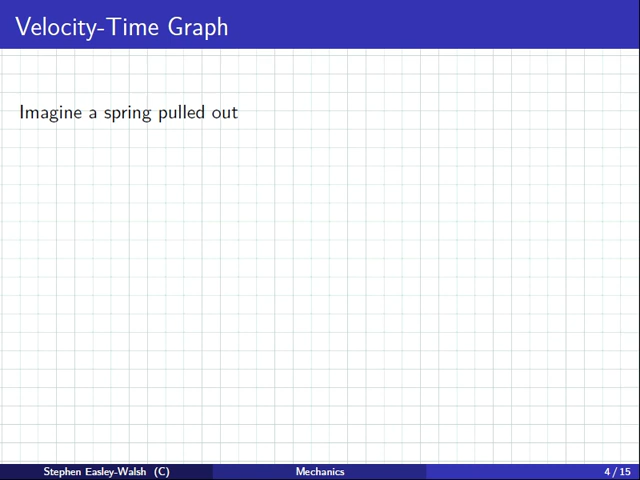 Velocity-Time Graph
Imagine a spring pulled out
Stephen Easley-Walsh (C)
Mechanics
4 / 15